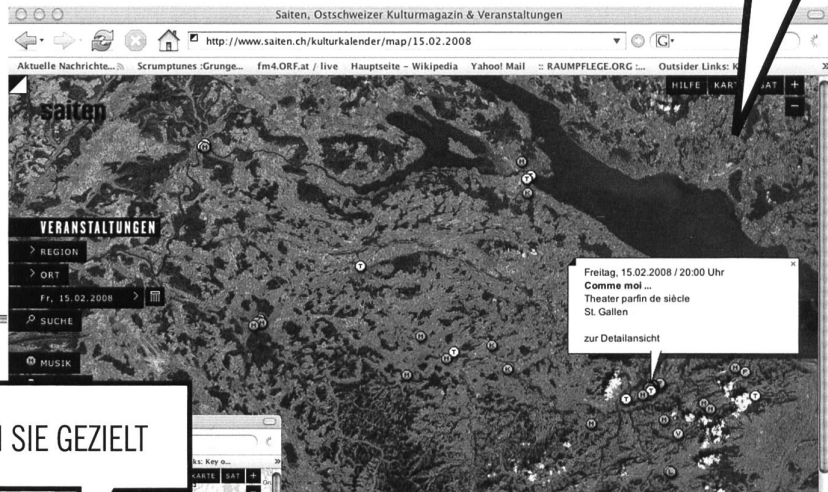 Saiten, Ostschweizer Kulturmagazin & Veranstaltungen
http://www.saiten.ch/kulturkalender/map/15.02.2008
G
Aktuelle Nachrichte... Scrumptunes :Grunge... fm4.ORF.at / live Hauptseite – Wikipedia Yahoo! Mail :: RAUMPFLEGE.ORG :... Outsider Links: »
HILFE SAT + −
saiten
VERANSTALTUNGEN
> REGION
> ORT
Fr, 15.02.2008 >
SUCHE
M MUSIK
×
Freitag, 15.02.2008 / 20:00 Uhr
Comme moi ...
Theater parfin de siècle
St. Gallen
zur Detailansicht
SIE GEZIELT
ks: Key o... »
KARTE SAT +